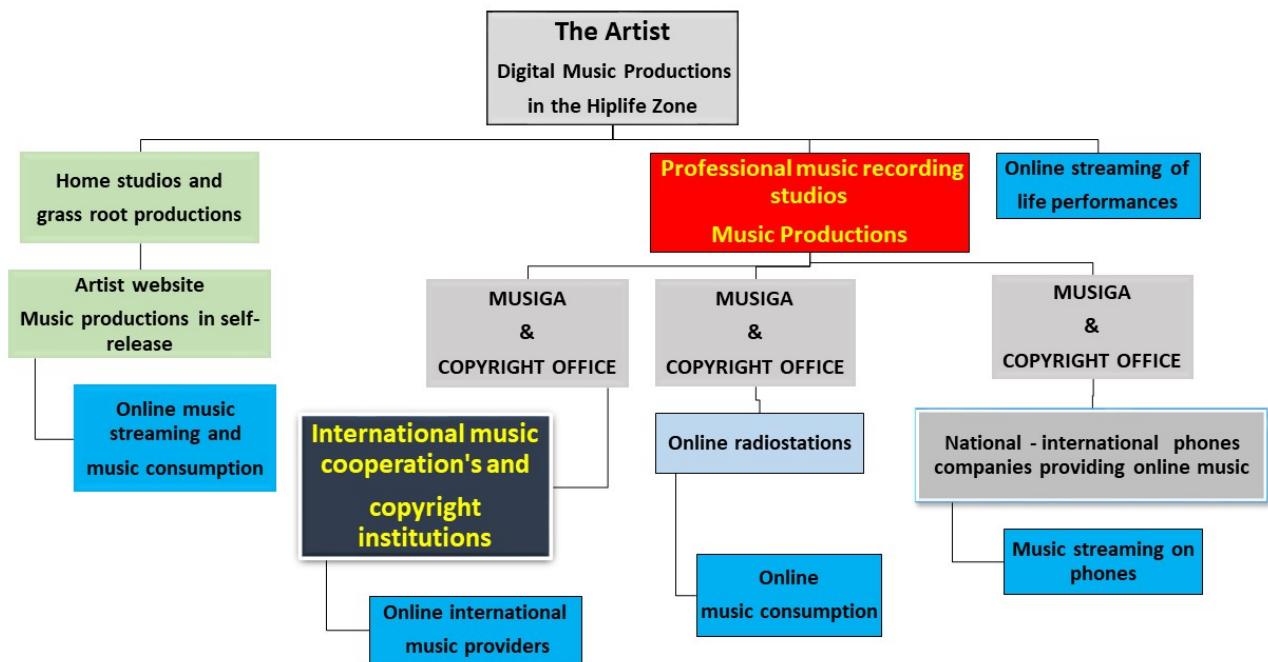 The Artist
Digital Music Productions
in the Hiplife Zone
Home studios and
grass root productions
Professional music recording
studios
Music Productions
Online streaming of
life performances
Artist website
Music productions in self-
release
MUSIGA
&
COPYRIGHT OFFICE
MUSIGA
&
COPYRIGHT OFFICE
MUSIGA
&
COPYRIGHT OFFICE
Online music
streaming and
music consumption
International music
cooperation's and
copyright
institutions
Online radiostations
National - international phones
companies providing online music
Music streaming on
phones
Online
music consumption
Online international
music providers